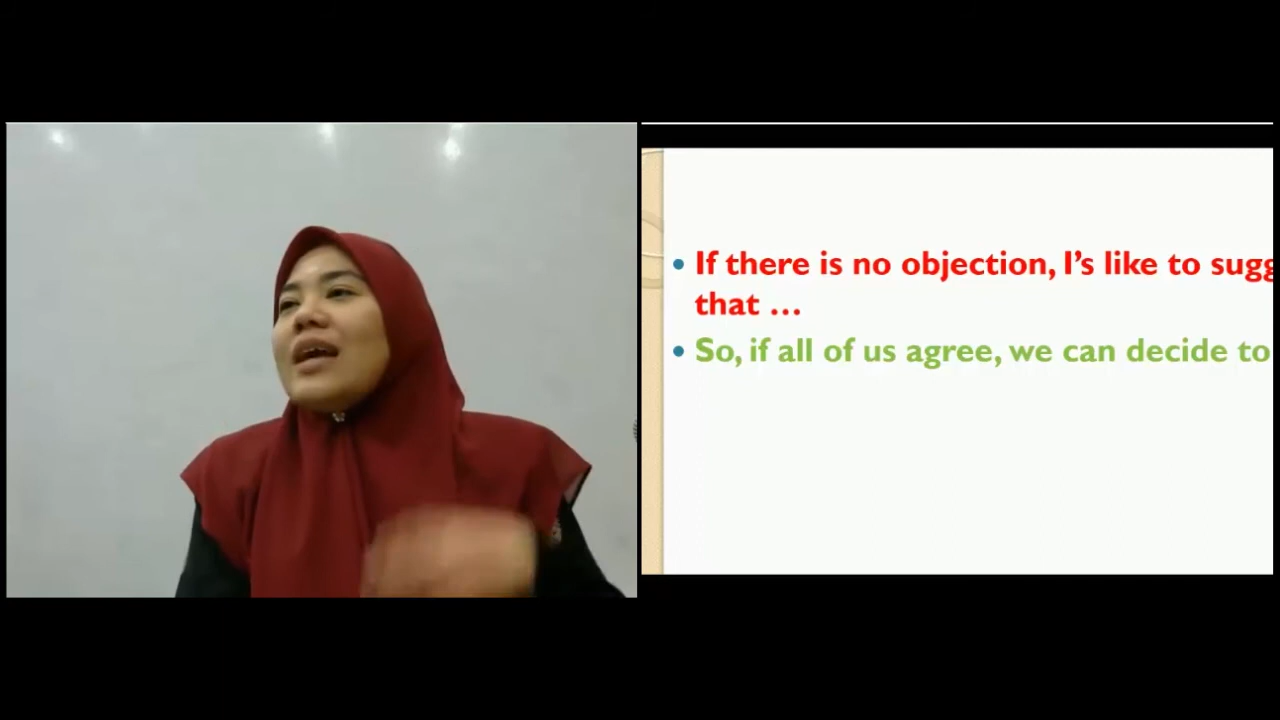 If there is no objection, I's like to sugg
that …
So, if all of us agree, we can decide to